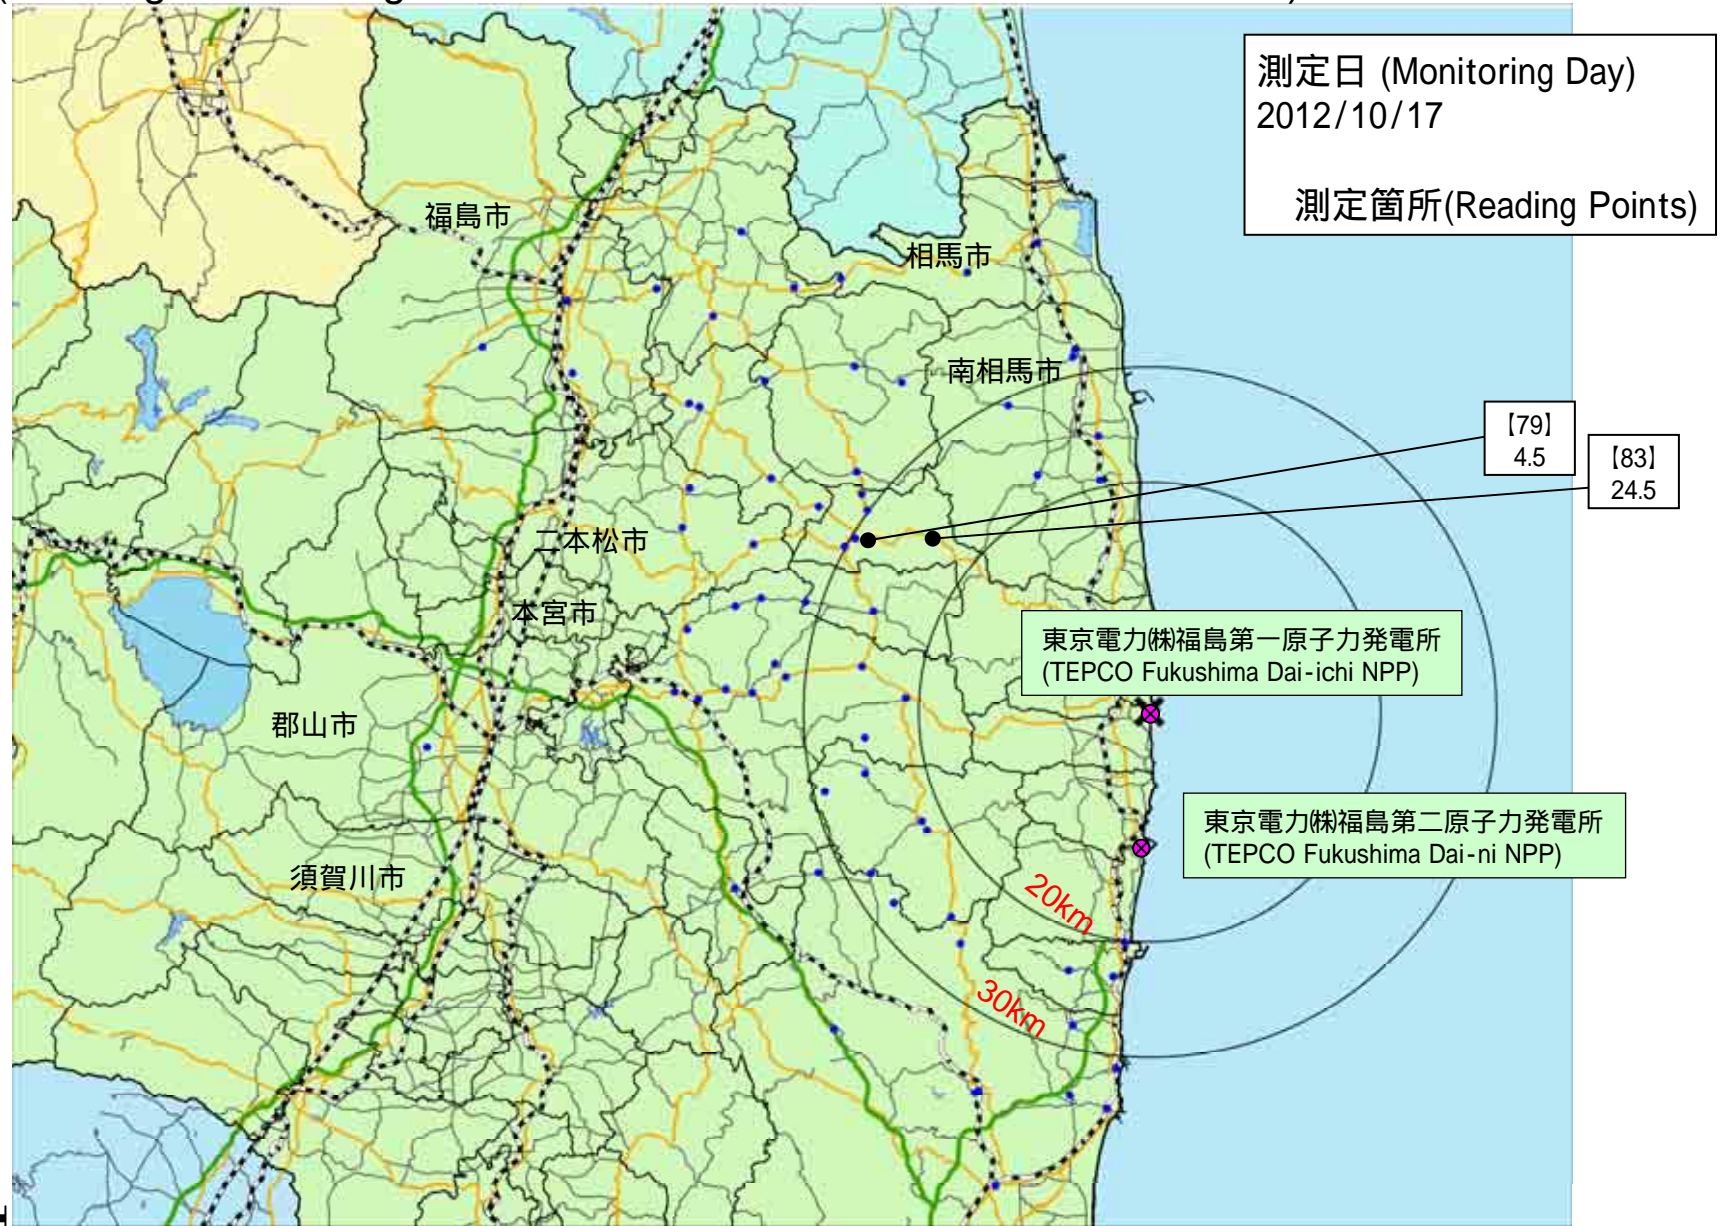 測定日 (Monitoring Day)
2012/10/17
測定箇所(Reading Points)
福島市
相馬市
南相馬市
【79】
4.5
【83】
24.5
二本松市
本宮市
東京電力㈱福島第一原子力発電所
(TEPCO Fukushima Dai-ichi NPP)
郡山市
東京電力㈱福島第二原子力発電所
(TEPCO Fukushima Dai-ni NPP)
須賀川市
20km
30km